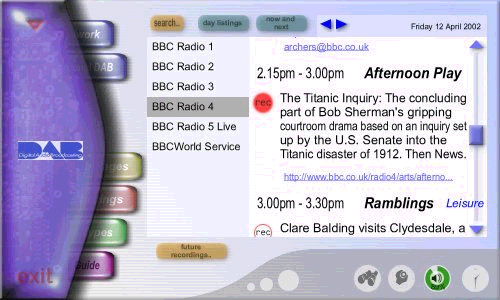 search..
day listings
now and
next
Friday 12 April 2002
work
DAB
BBC Radio 1
BBC Radio 2
BBC Radio 3
BBC Radio 4
BBC Radio 5 Live
BBCWorld Service
archers@bbc.co.uk
2.15pm - 3.00pm Afternoon Play
rec
The Titanic Inquiry: The concluding
part of Bob Sherman's gripping
courtroom drama based on an inquiry set
up by the U.S. Senate into the
Titanic disaster of 1912. Then News.
http://www.bbc.co.uk/radio4/arts/afterno...
3.00pm - 3.30pm Ramblings Leisure
rec
Clare Balding visits Clydesdale, a
DAB
Digital Audio Broadcasting
ges
ings
ypes
Guide
future
recordings..
exit